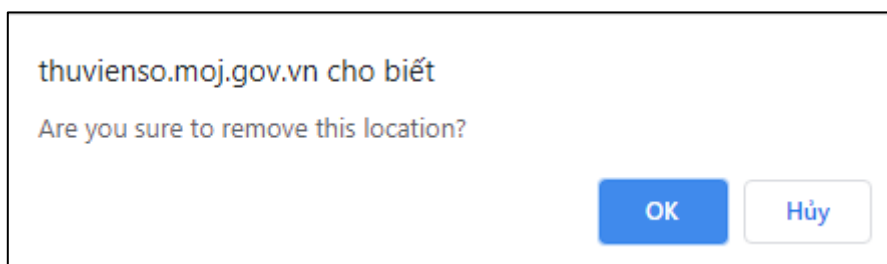 thuvienso.moj.gov.vn cho biết
Are you sure to remove this location?
OK Hủy